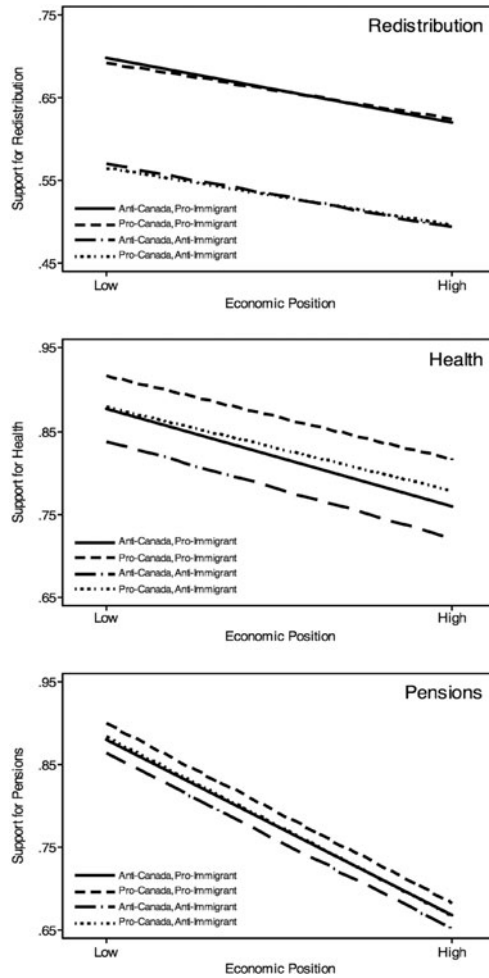 Redistribution
.75
.65
.55
.45
Support for Redistribution
Anti-Canada, Pro-Immigrant
Pro-Canada, Pro-Immigrant
Anti-Canada, Anti-Immigrant
Pro-Canada, Anti-Immigrant
Low
High
Economic Position
Health
.95
.85
.75
.65
Support for Health
Anti-Canada, Pro-Immigrant
Pro-Canada, Pro-Immigrant
Anti-Canada, Anti-Immigrant
Pro-Canada, Anti-Immigrant
Low
High
Economic Position
Pensions
.95
.85
.75
.65
Support for Pensions
Anti-Canada, Pro-Immigrant
Pro-Canada, Pro-Immigrant
Anti-Canada, Anti-Immigrant
Pro-Canada, Anti-Immigrant
Low
High
Economic Position